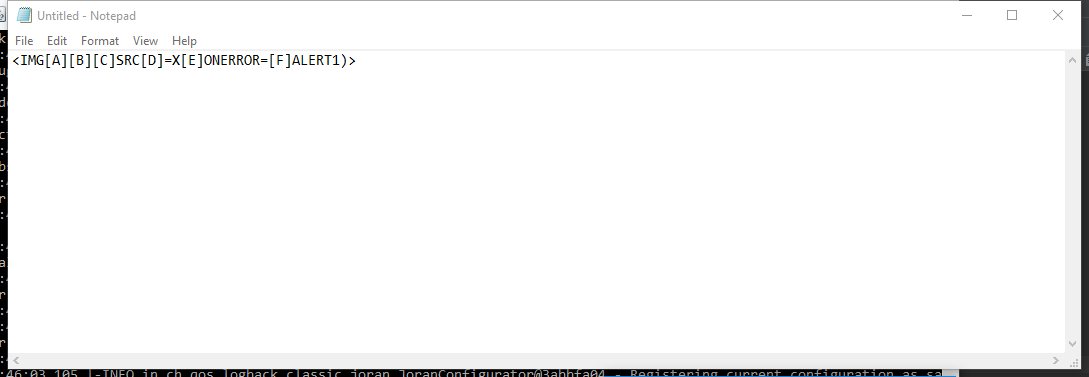 Untitled - Notepad
File Edit Format View Help
<IMG[A][B][C]SRC[D]=X[E]ONERROR=[F]ALERT1)>
:46:03,105 |-INFO in ch.qos.logback.classic.joran.JoranConfigurator@3abbfa04 - Registering current configuration as sa